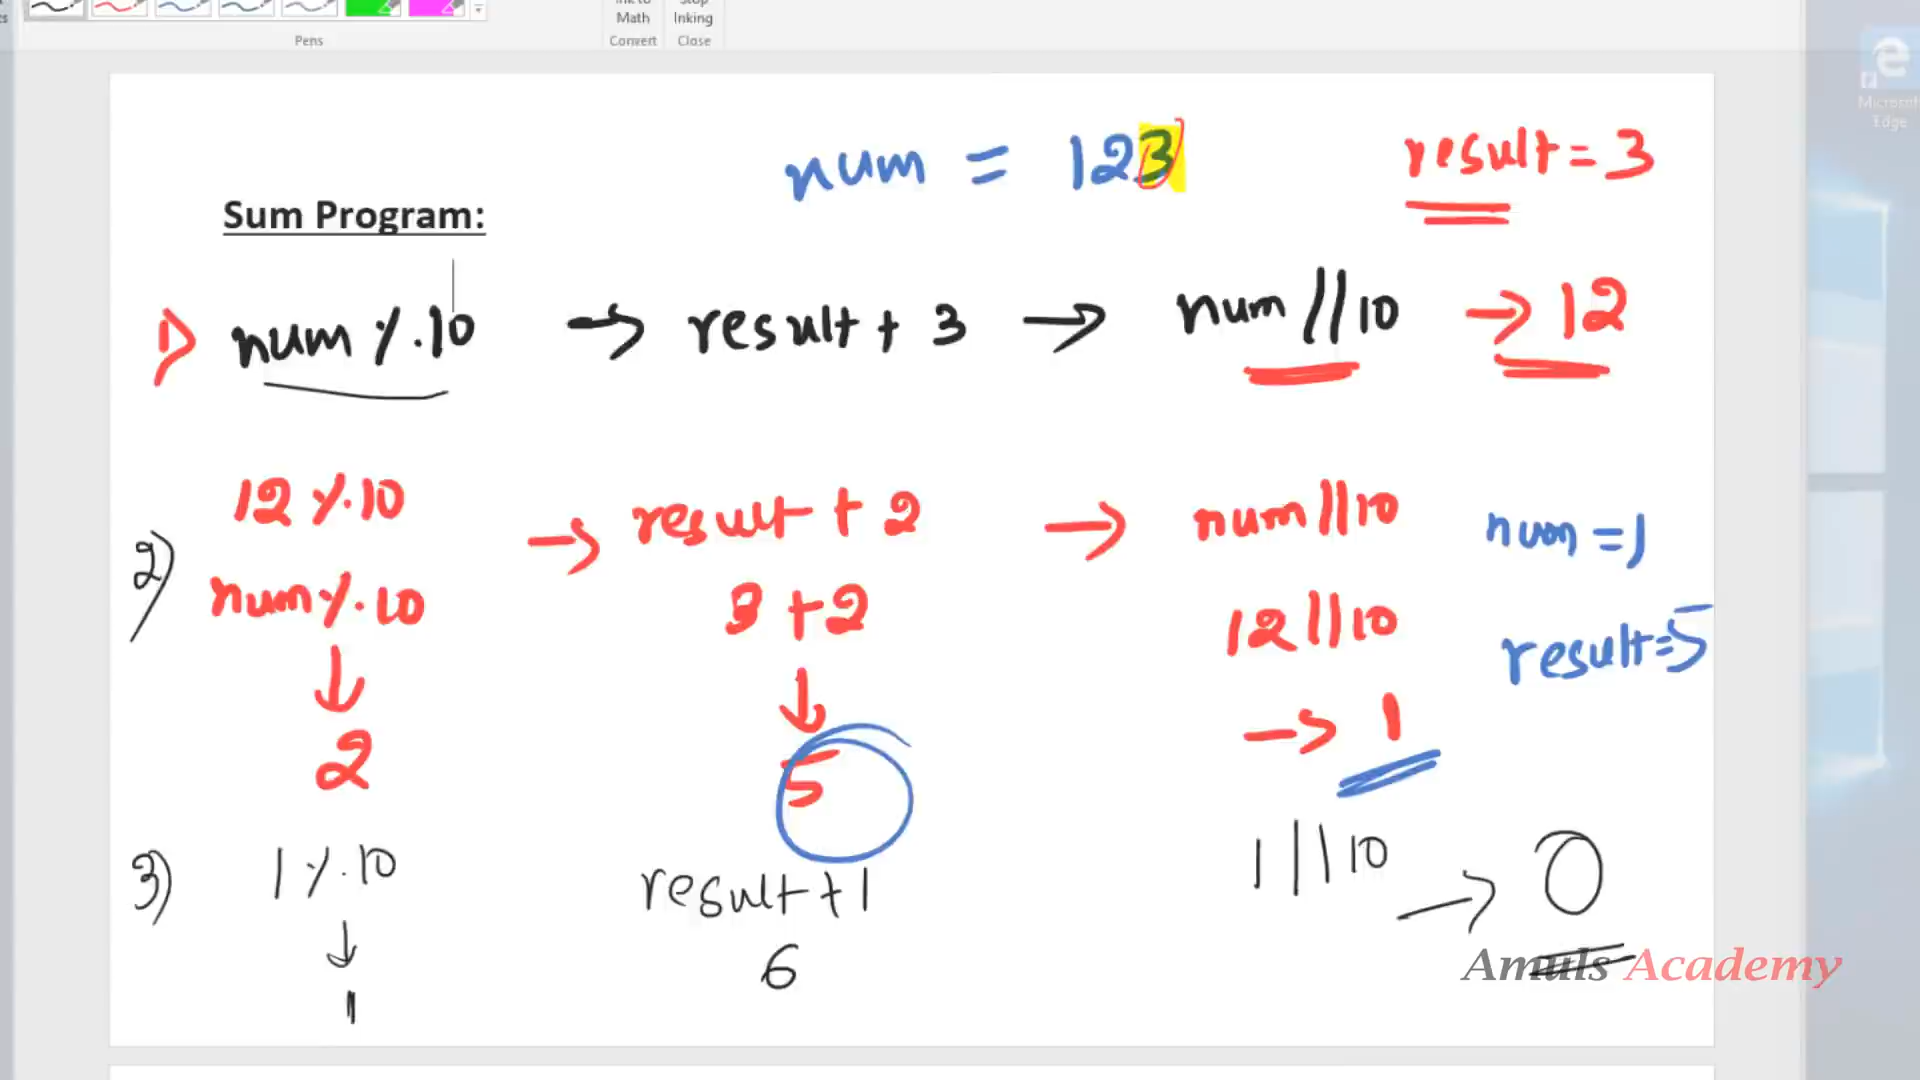 Math
Inking
Pens
Convert
Close
Microsoft
Edge
num = 123
result = 3
Sum Program:
1) num % 10 → result + 3 → num // 10 → 12
2) 12 % 10 → result + 2 → num // 10 num = 1
num % 10 3 + 2 12 // 10 result = 5
↓ ↓ → 1
2 5
3) 1 % 10 result + 1 1 // 10 → 0
↓ 6
1
Amuls Academy